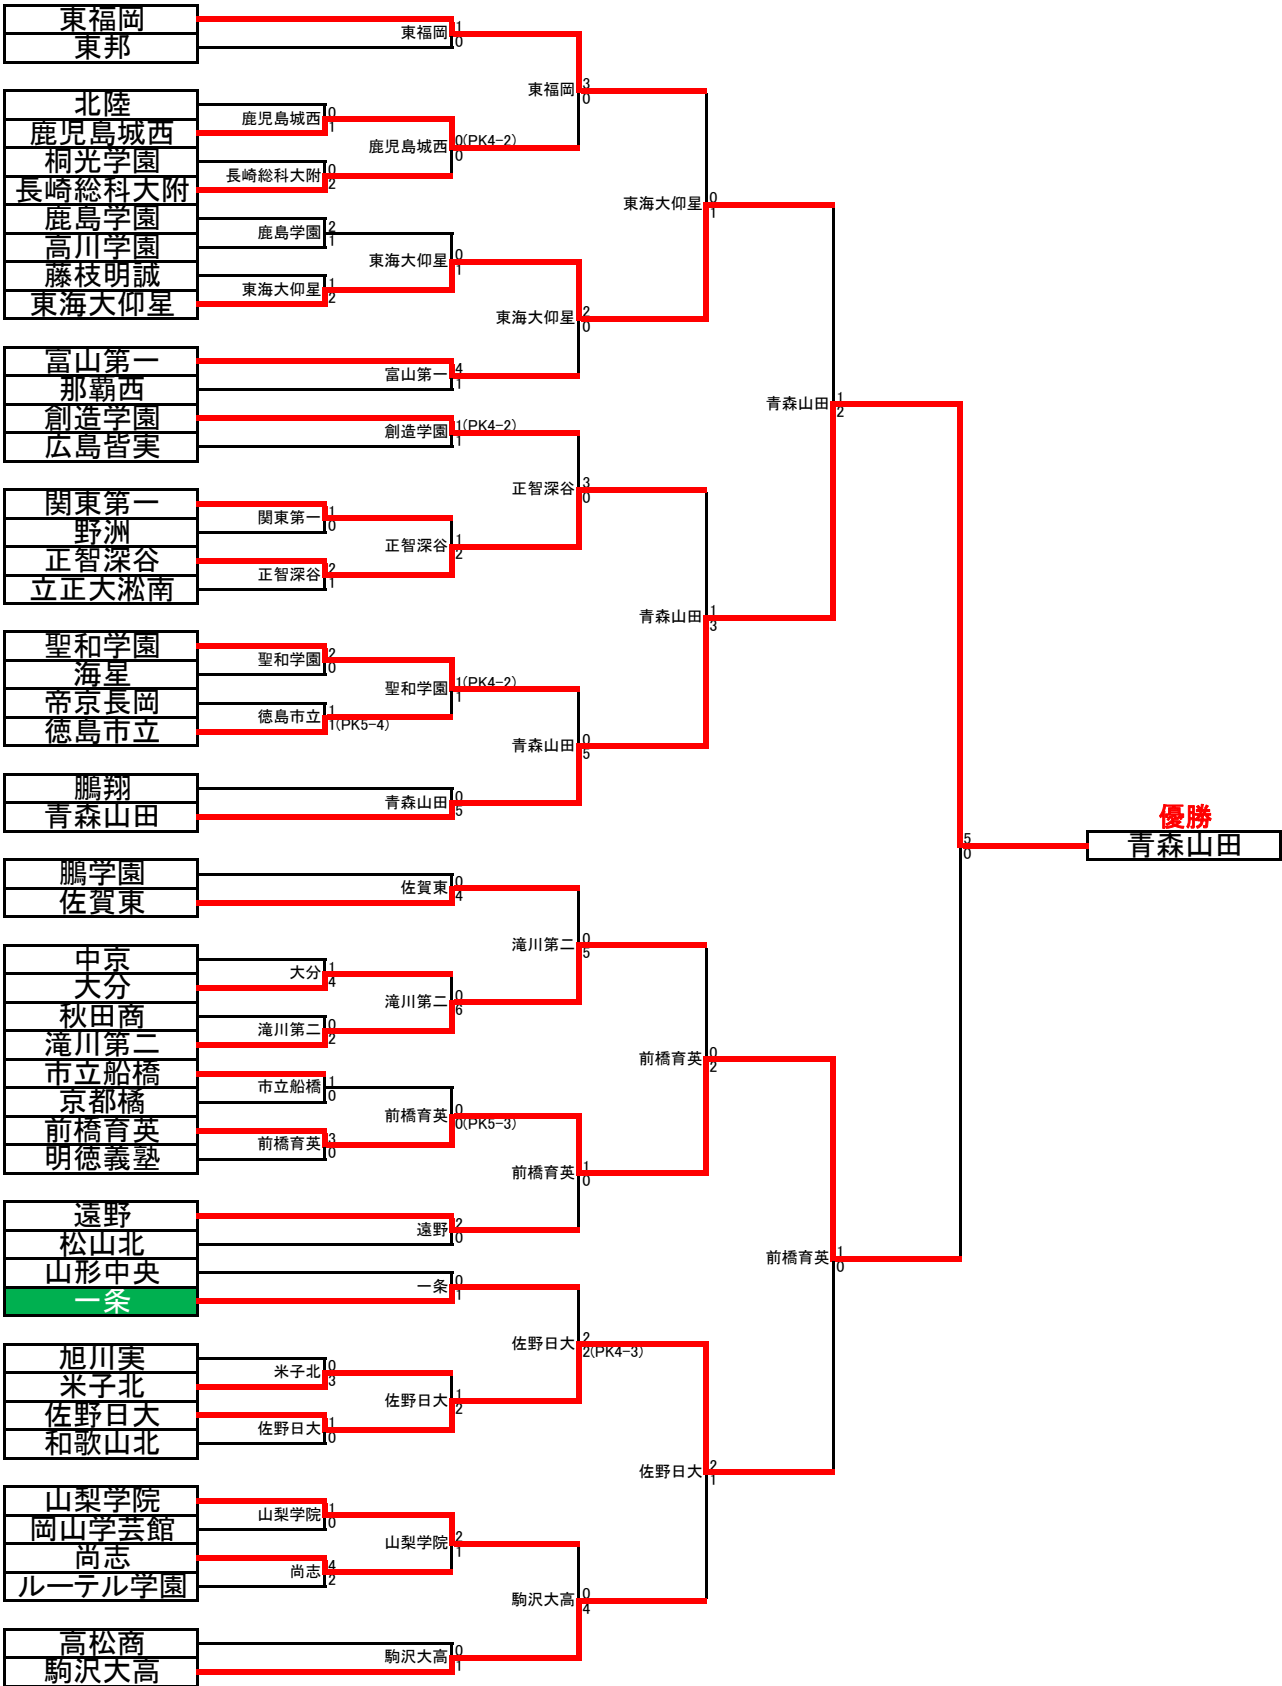 東福岡
東邦
北陸
鹿児島城西
桐光学園
長崎総科大附
鹿島学園
高川学園
藤枝明誠
東海大仰星
富山第一
那覇西
創造学園
広島皆実
関東第一
野洲
正智深谷
立正大淞南
聖和学園
海星
帝京長岡
徳島市立
鵬翔
青森山田
鵬学園
佐賀東
中京
大分
秋田商
滝川第二
市立船橋
京都橘
前橋育英
明徳義塾
遠野
松山北
山形中央
一条
旭川実
米子北
佐野日大
和歌山北
山梨学院
岡山学芸館
尚志
ルーテル学園
高松商
駒沢大高
鹿児島城西
0
1
長崎総科大附
0
2
鹿島学園
2
1
東海大仰星
1
2
関東第一
1
0
正智深谷
2
1
聖和学園
2
0
徳島市立
1
1(PK5-4)
大分
1
4
滝川第二
0
2
市立船橋
1
0
前橋育英
3
0
米子北
0
3
佐野日大
1
0
山梨学院
1
0
尚志
4
2
東福岡
1
0
鹿児島城西
0(PK4-2)
0
東海大仰星
0
1
富山第一
4
1
創造学園
1(PK4-2)
1
正智深谷
1
2
聖和学園
1(PK4-2)
1
青森山田
0
5
佐賀東
0
4
滝川第二
0
6
前橋育英
0
0(PK5-3)
遠野
2
0
一条
0
1
佐野日大
1
2
山梨学院
2
1
駒沢大高
0
1
東福岡
3
0
東海大仰星
2
0
正智深谷
3
0
青森山田
0
5
滝川第二
0
5
前橋育英
1
0
佐野日大
2
2(PK4-3)
駒沢大高
0
4
東海大仰星
0
1
青森山田
1
3
前橋育英
0
2
佐野日大
2
1
青森山田
1
2
前橋育英
1
0
5
0
優勝
青森山田